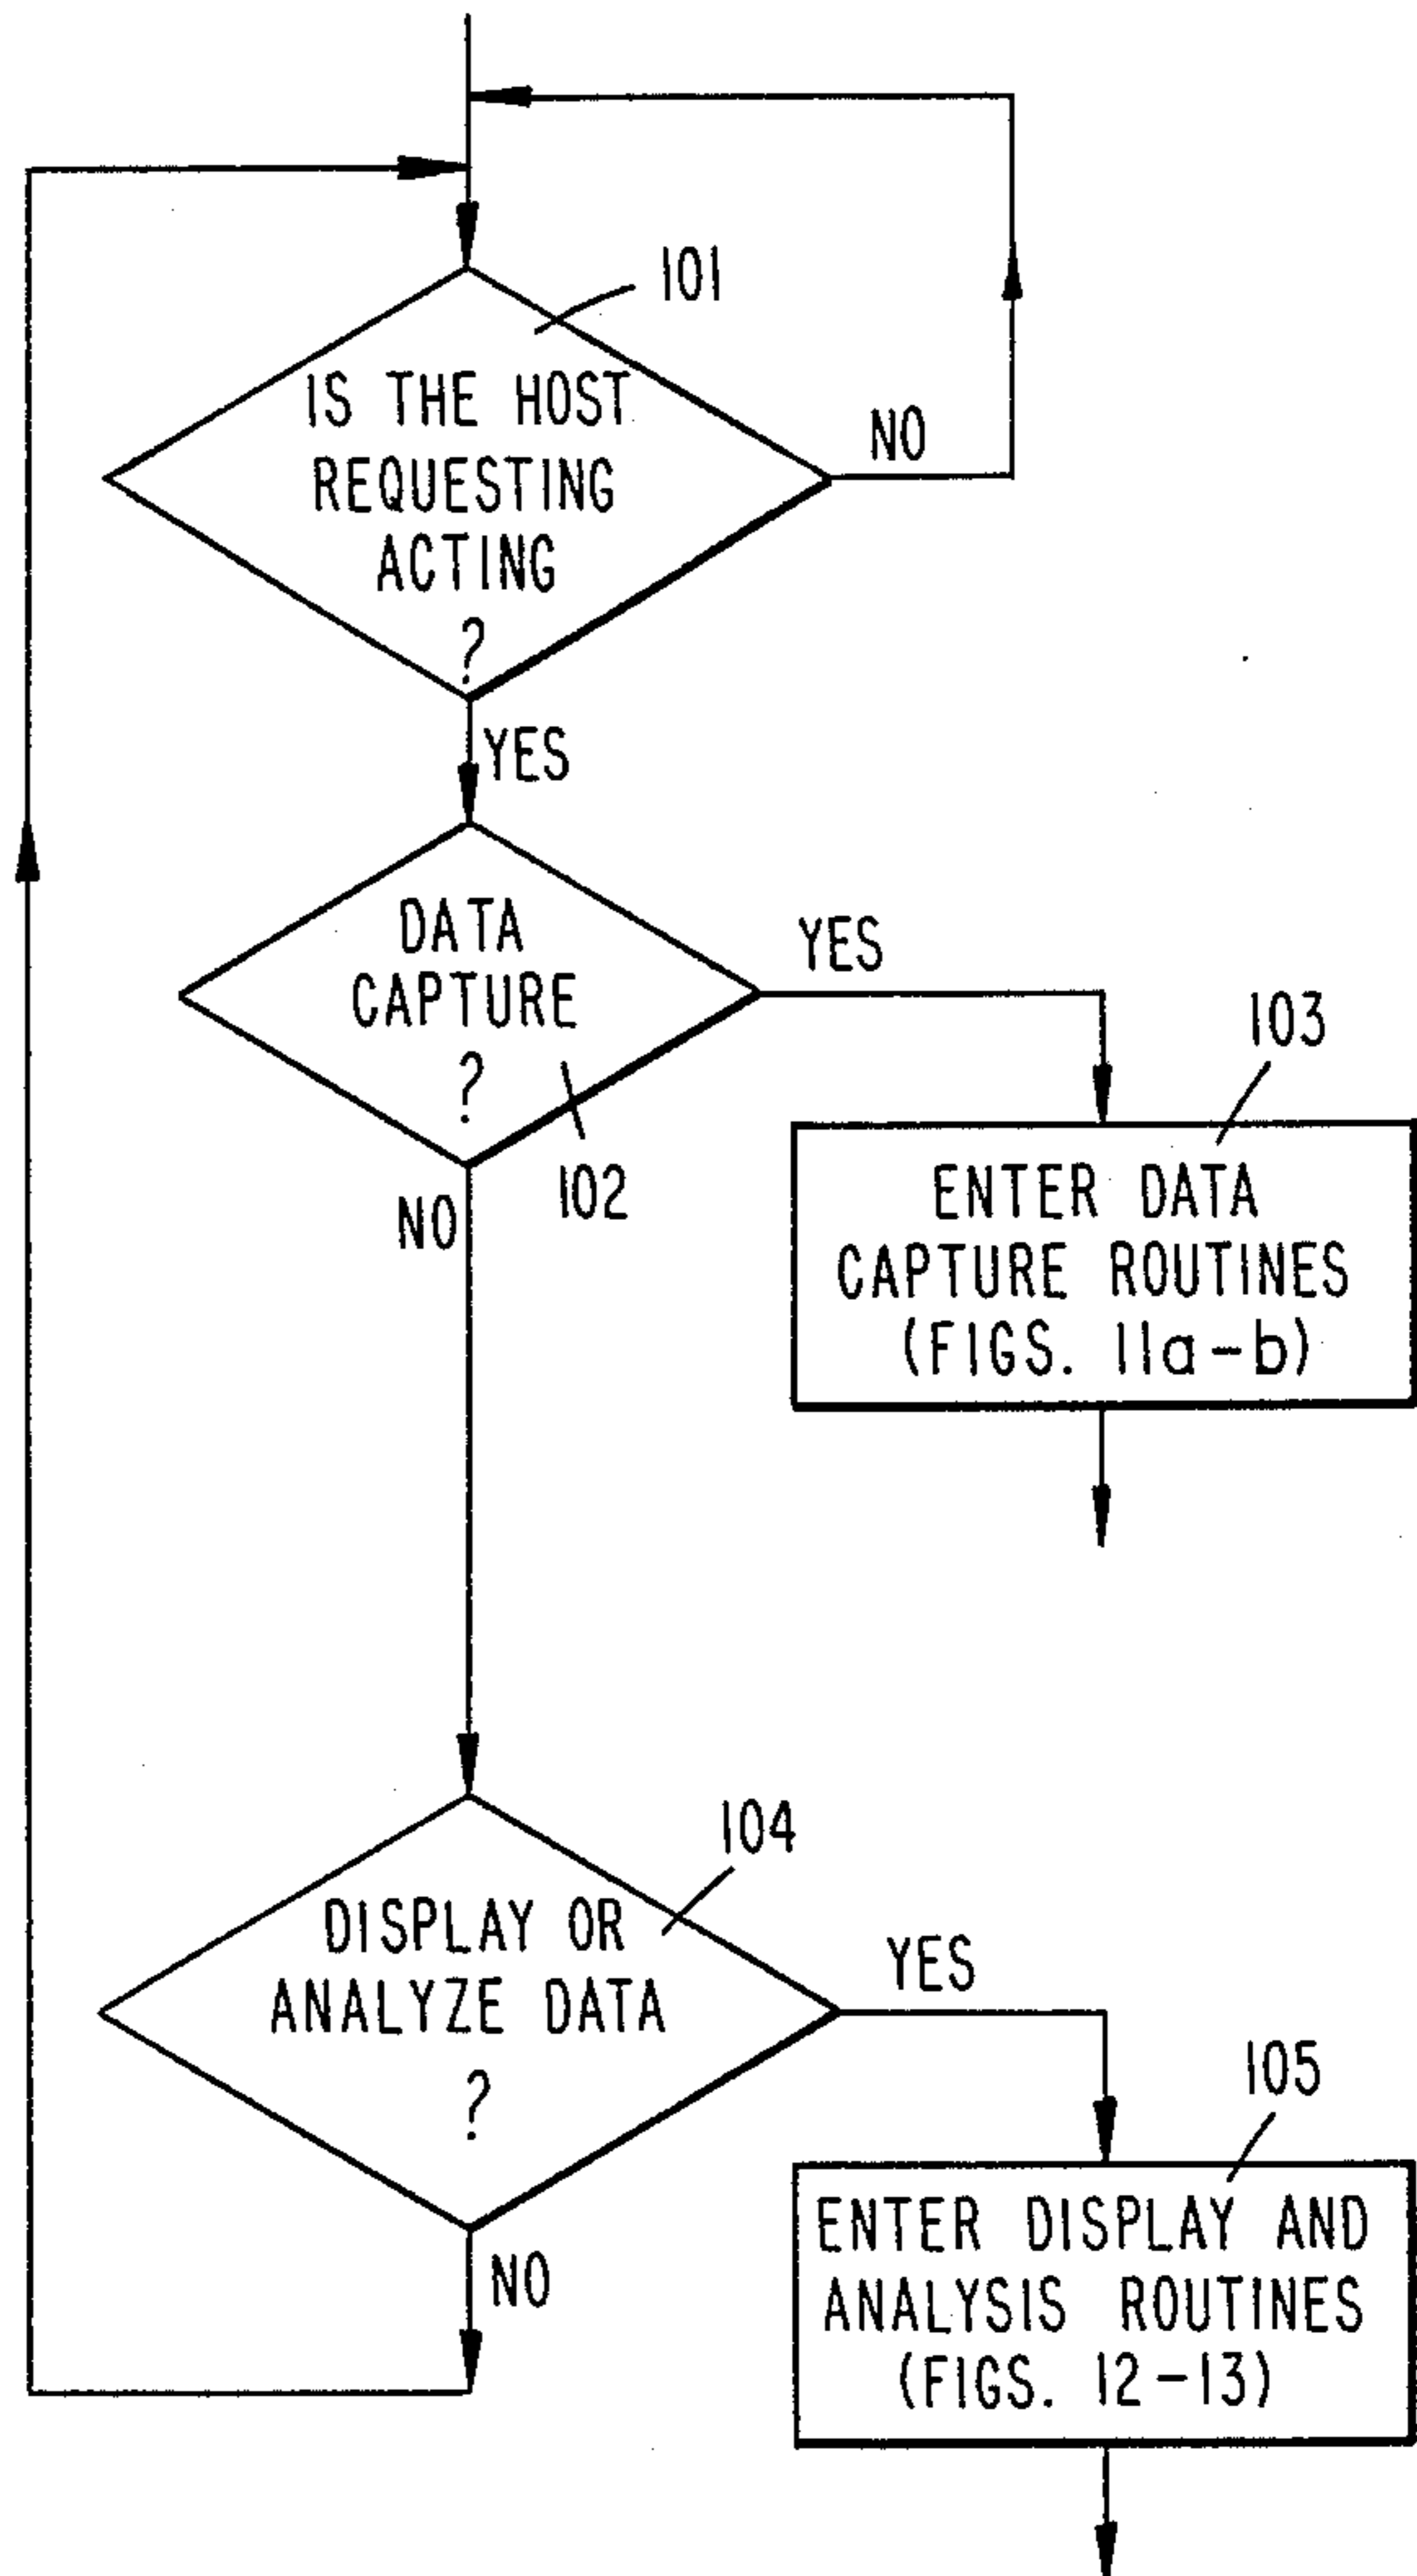 101
IS THE HOST
REQUESTING
ACTING
?
NO
YES
DATA
CAPTURE
?
YES
102
NO
103
ENTER DATA
CAPTURE ROUTINES
(FIGS. 11a-b)
104
DISPLAY OR
ANALYZE DATA
?
YES
NO
105
ENTER DISPLAY AND
ANALYSIS ROUTINES
(FIGS. 12-13)